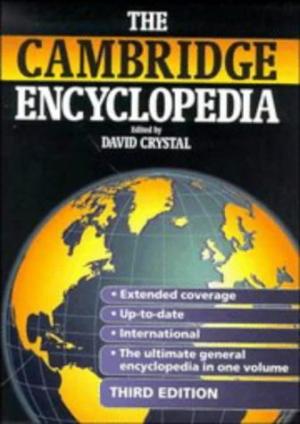 THE
CAMBRIDGE
ENCYCLOPEDIA
Edited by
DAVID CRYSTAL
• Extended coverage
• Up-to-date
• International
• The ultimate general
encyclopedia in one volume
THIRD EDITION